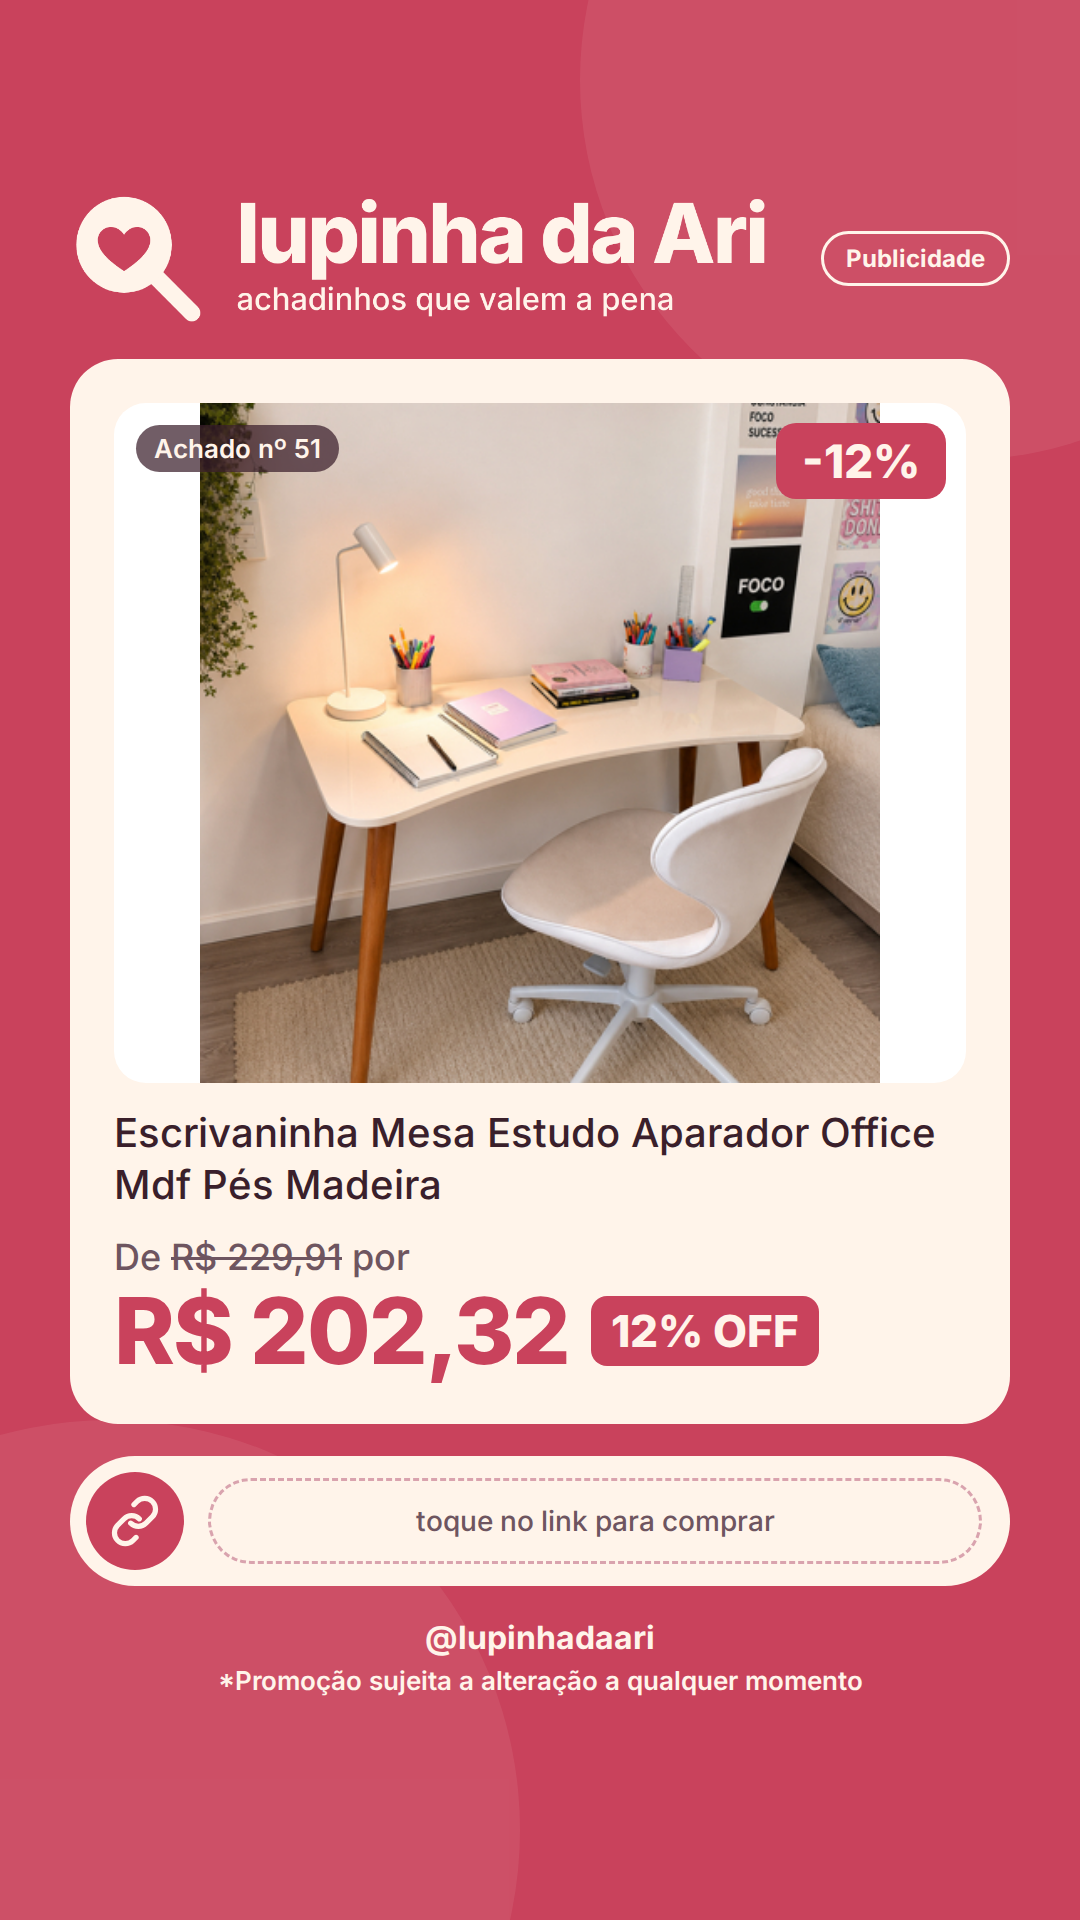 lupinha da Ari
achadinhos que valem a pena
Publicidade
Achado nº 51
-12%
FOCO
FOCO
Escrivaninha Mesa Estudo Aparador Office
Mdf Pés Madeira
De R$ 229,91 por
R$ 202,32
12% OFF
toque no link para comprar
@lupinhadaari
*Promoção sujeita a alteração a qualquer momento